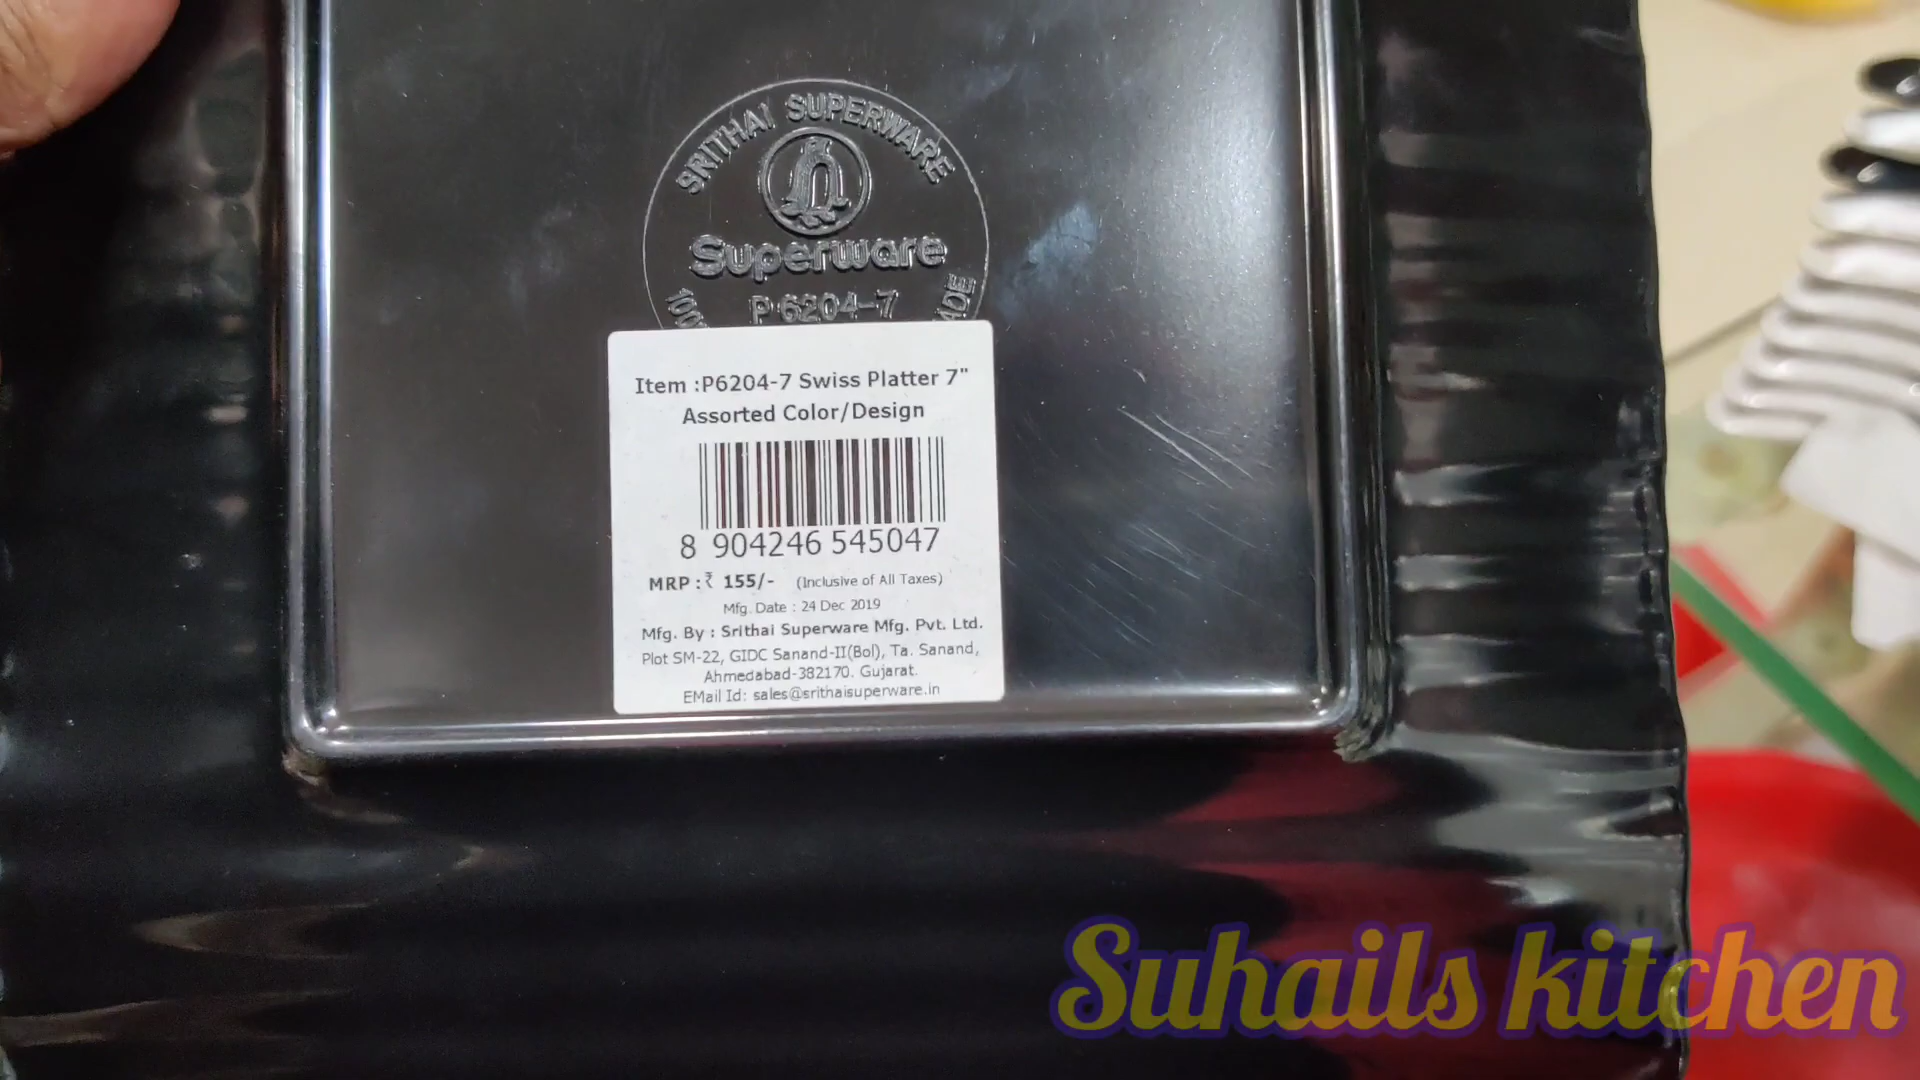 SRITHAI SUPERWARE
Superware
P 6204-7
Item :P6204-7 Swiss Platter 7"
Assorted Color/Design
8 904246 545047
MRP :₹ 155/- (Inclusive of All Taxes)
Mfg. Date : 24 Dec 2019
Mfg. By : Srithai Superware Mfg. Pvt. Ltd.
Plot SM-22, GIDC Sanand-II(Bol), Ta. Sanand,
Ahmedabad-382170. Gujarat.
EMail Id: sales@srithaisuperware.in
Suhails kitchen